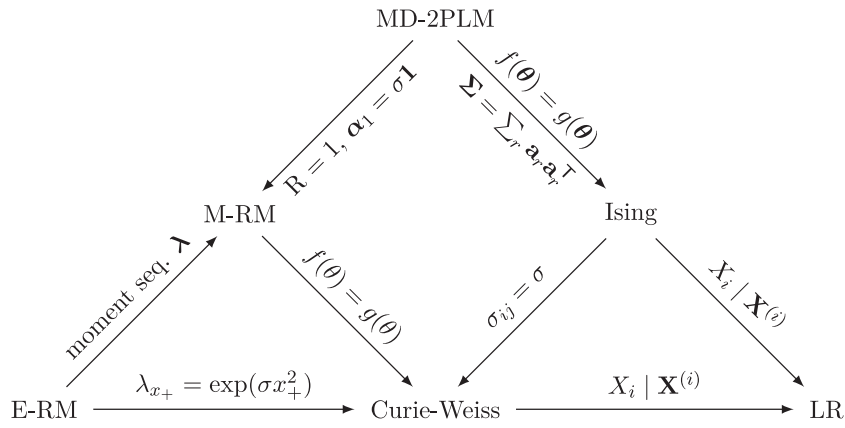 MD-2PLM
R = 1, α₁ = σ1
f(θ) = g(θ)
Σ = ∑ᵣ aᵣaᵣᵀ
M-RM
Ising
moment seq. λ
f(θ) = g(θ)
σᵢⱼ = σ
Xᵢ | X⁽ⁱ⁾
E-RM
λₓ₊ = exp(σx₊²)
Curie-Weiss
Xᵢ | X⁽ⁱ⁾
LR